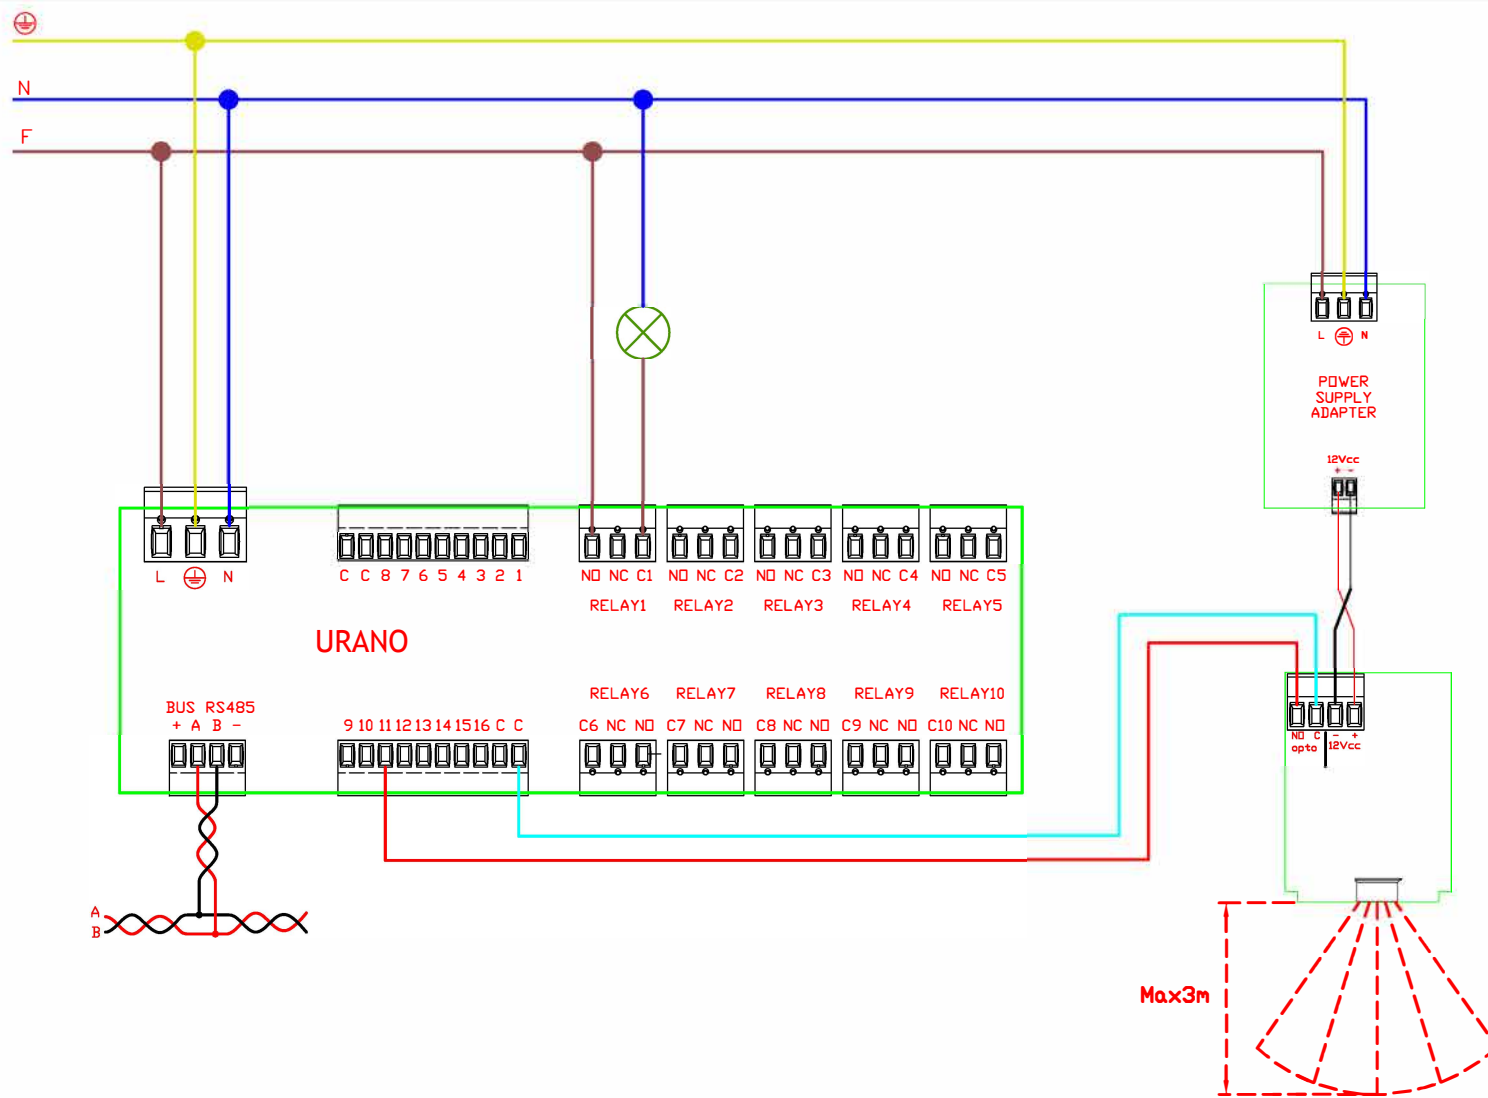 N
F
L N
POWER
SUPPLY
ADAPTER
12Vcc
+ -
L N
C C 8 7 6 5 4 3 2 1
NO NC C1 NO NC C2 NO NC C3 NO NC C4 NO NC C5
RELAY1 RELAY2 RELAY3 RELAY4 RELAY5
URANO
RELAY6 RELAY7 RELAY8 RELAY9 RELAY10
BUS RS485
+ A B -
9 10 11 12 13 14 15 16 C C
C6 NC NO C7 NC NO C8 NC NO C9 NC NO C10 NC NO
NO C - +
opto 12Vcc
A
B
Max3m